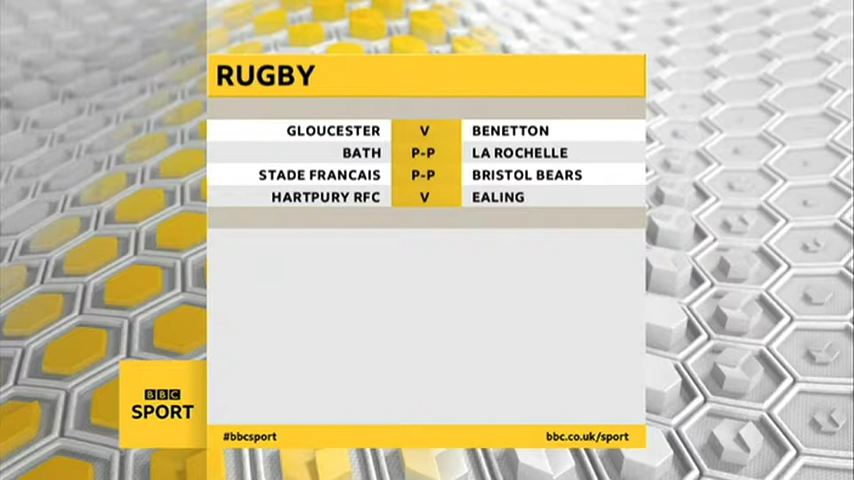 RUGBY
GLOUCESTER V BENETTON
BATH P-P LA ROCHELLE
STADE FRANCAIS P-P BRISTOL BEARS
HARTPURY RFC V EALING
BBC
SPORT
#bbcsport bbc.co.uk/sport